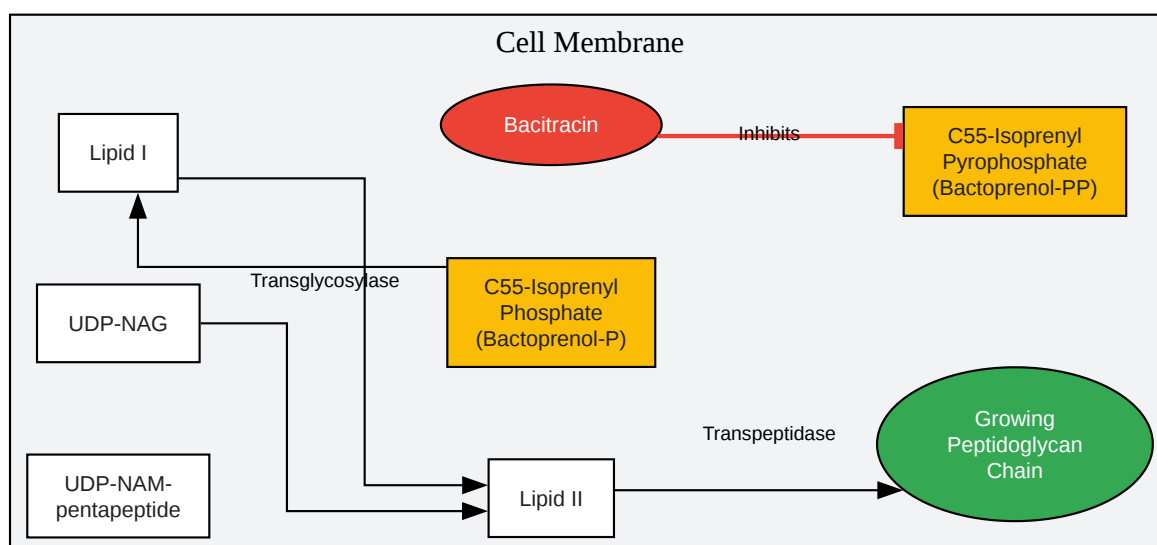 Cell Membrane
Bacitracin
Inhibits
C55-Isoprenyl
Pyrophosphate
(Bactoprenol-PP)
Lipid I
Transglycosylase
C55-Isoprenyl
Phosphate
(Bactoprenol-P)
UDP-NAG
Growing
Peptidoglycan
Chain
Transpeptidase
UDP-NAM-
pentapeptide
Lipid II